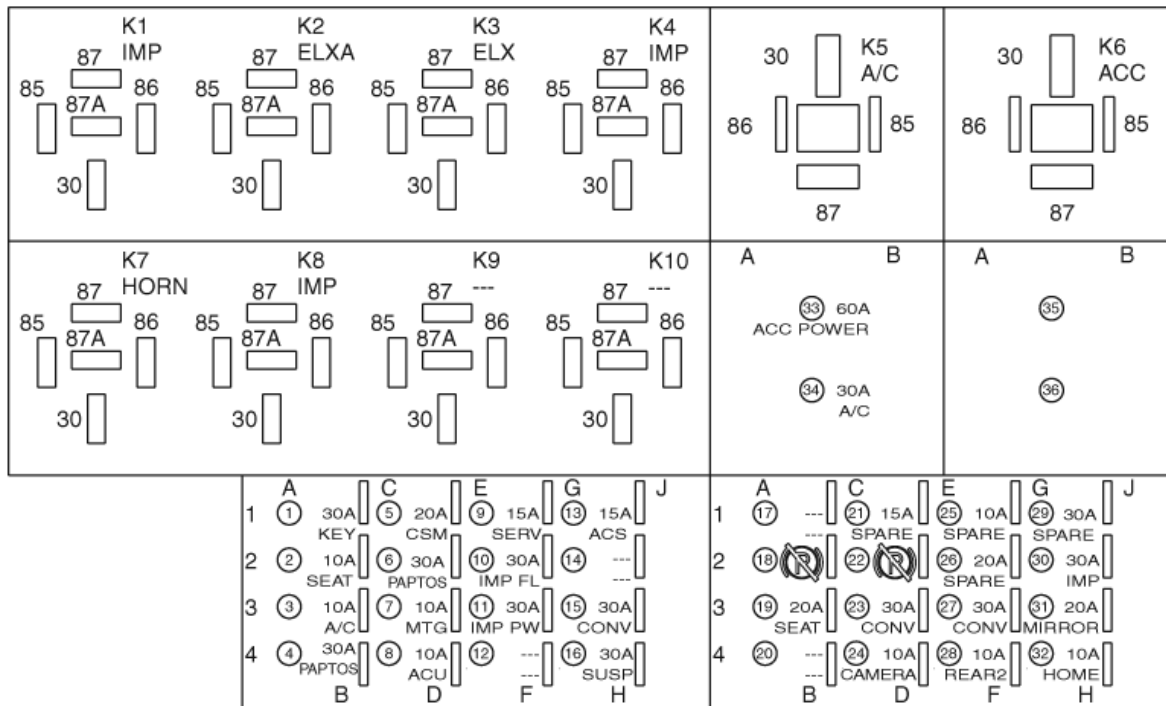 K1 K2 K3 K4 K5 K6
IMP ELXA ELX IMP A/C ACC
87 87 87 87 30 30
85 86 85 86 85 86 85 86
87A 87A 87A 87A
86 85 86 85
30 30 30 30
87 87
K7 K8 K9 K10
HORN IMP --- ---
A B A B
87 87 87 87
33 60A 35
ACC POWER
85 86 85 86 85 86 85 86
87A 87A 87A 87A
34 30A 36
A/C
30 30 30 30
A C E G J
1 1 30A 5 20A 9 15A 13 15A
KEY CSM SERV ACS
2 2 10A 6 30A 10 30A 14 ---
SEAT PAPTOS IMP FL ---
3 3 10A 7 10A 11 30A 15 30A
A/C MTG IMP PW CONV
4 4 30A 8 10A 12 --- 16 30A
PAPTOS ACU --- SUSP
B D F H
A C E G J
1 17 --- 21 15A 25 10A 29 30A
--- SPARE SPARE SPARE
2 18 P 22 P 26 20A 30 30A
SPARE IMP
3 19 20A 23 30A 27 30A 31 20A
SEAT CONV CONV MIRROR
4 20 --- 24 10A 28 10A 32 10A
--- CAMERA REAR2 HOME
B D F H